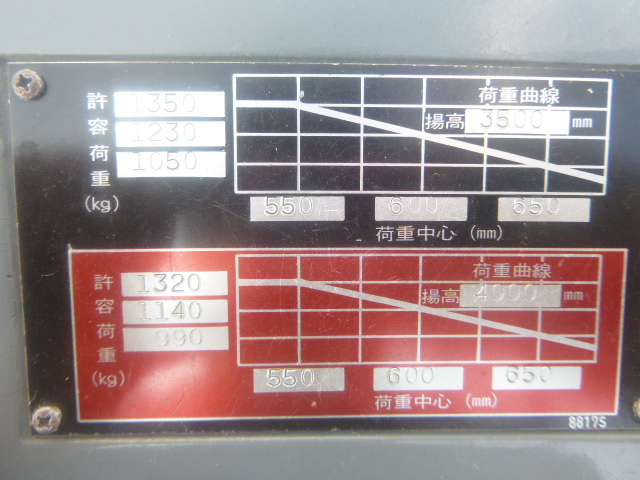 許容荷重(kg)
1350
1230
1050
荷重曲線
揚高 3500 mm
550 600 650
荷重中心 (mm)
許容荷重(kg)
1320
1140
990
荷重曲線
揚高 4000 mm
550 600 650
荷重中心 (mm)
8817S